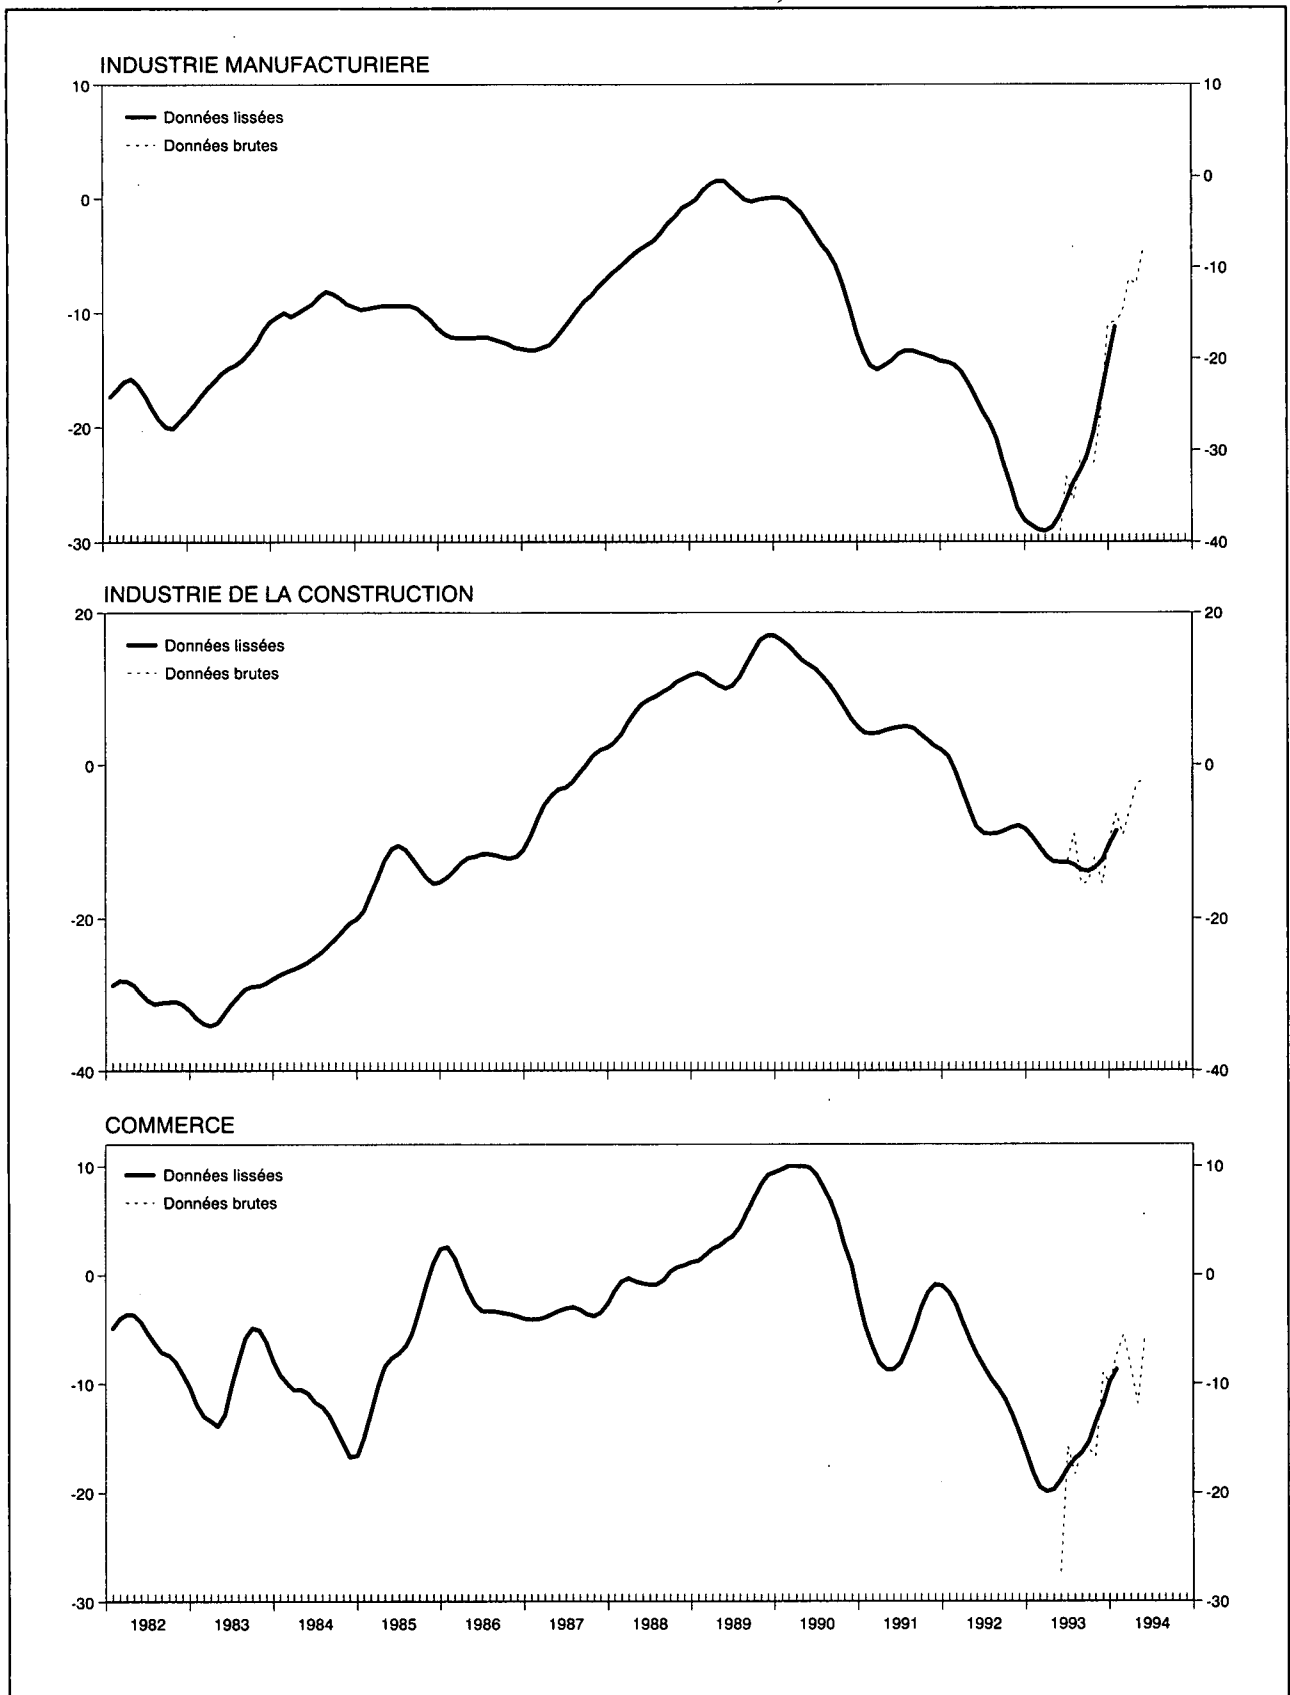 INDUSTRIE MANUFACTURIERE
10
10
Données lissées
Données brutes
0
0
-10
-10
-20
-20
-30
-30
-40
INDUSTRIE DE LA CONSTRUCTION
20
20
Données lissées
Données brutes
0
0
-20
-20
-40
-40
COMMERCE
10
10
Données lissées
Données brutes
0
0
-10
-10
-20
-20
-30
-30
1982 1983 1984 1985 1986 1987 1988 1989 1990 1991 1992 1993 1994